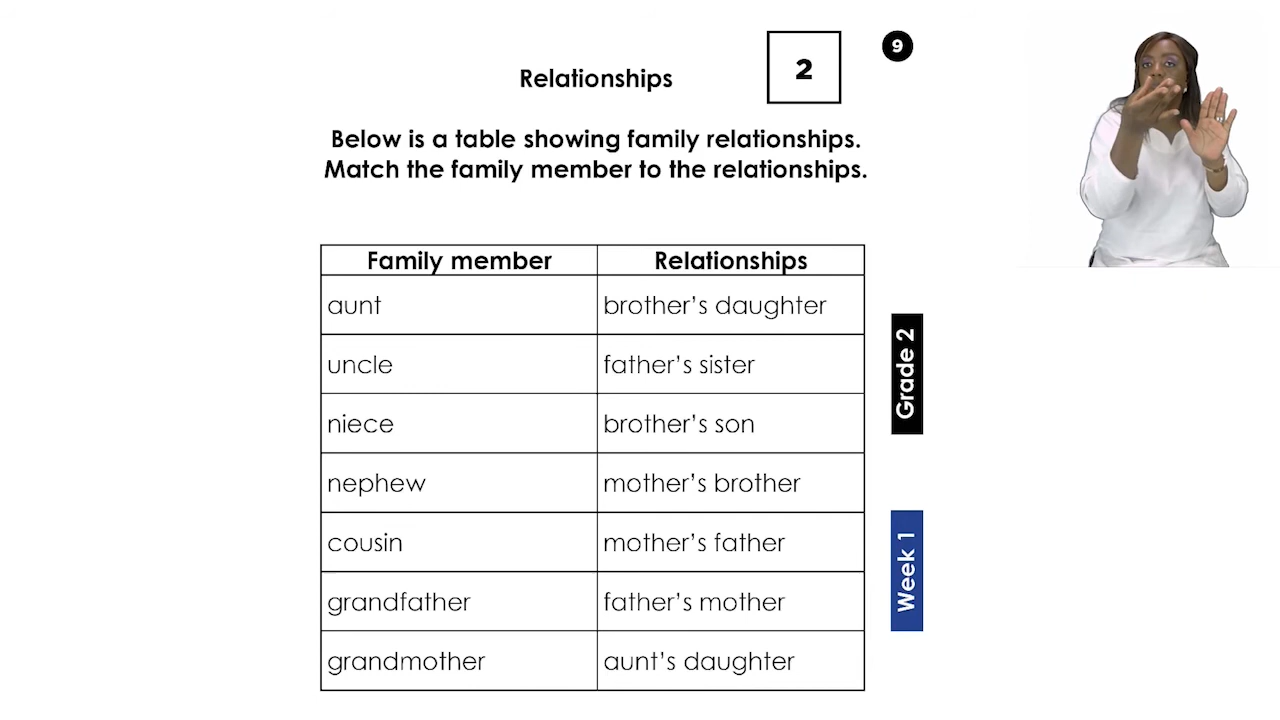 Relationships
2
9
Below is a table showing family relationships.
Match the family member to the relationships.
Family member Relationships
aunt brother's daughter
uncle father's sister
niece brother's son
nephew mother's brother
cousin mother's father
grandfather father's mother
grandmother aunt's daughter
Grade 2
Week 1